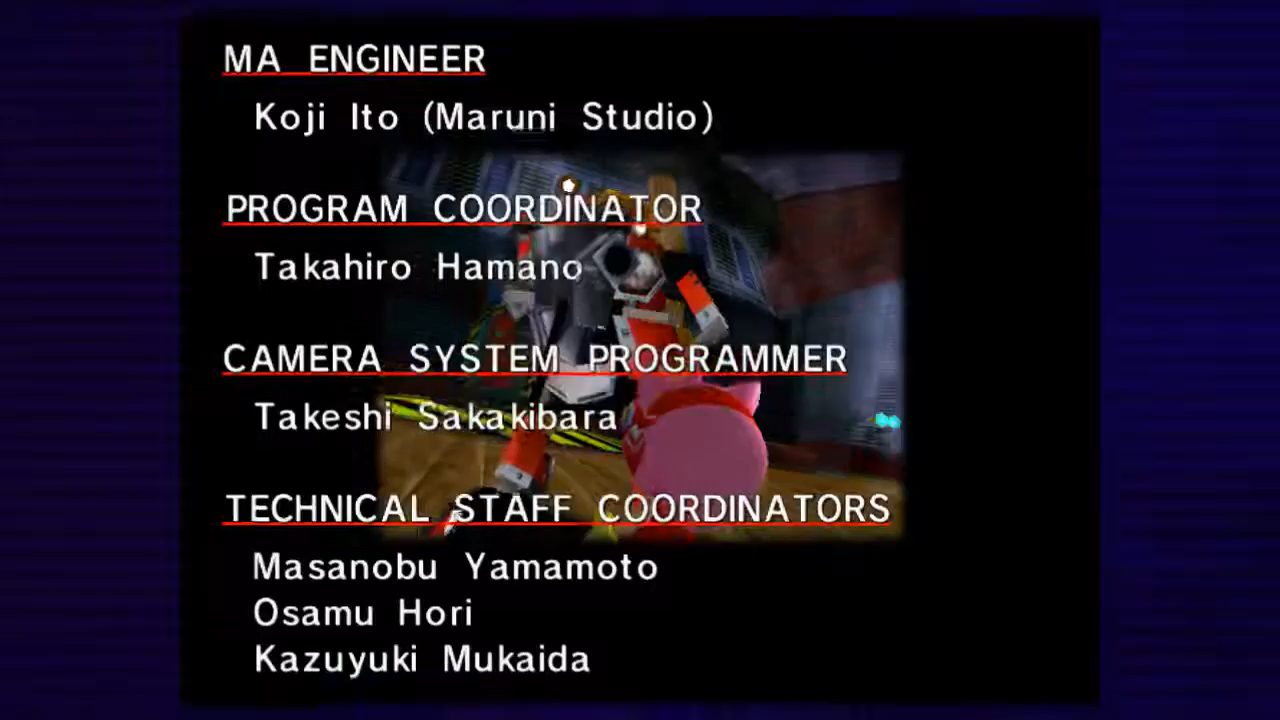 MA ENGINEER
Koji Ito (Maruni Studio)
PROGRAM COORDINATOR
Takahiro Hamano
CAMERA SYSTEM PROGRAMMER
Takeshi Sakakibara
TECHNICAL STAFF COORDINATORS
Masanobu Yamamoto
Osamu Hori
Kazuyuki Mukaida